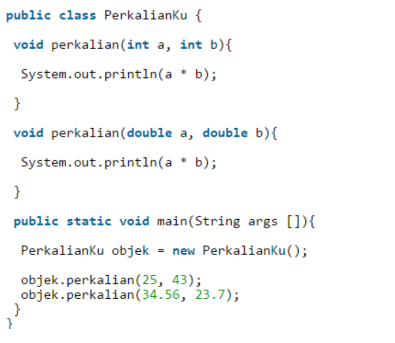 public class PerkalianKu {
void perkalian(int a, int b){
System.out.println(a * b);
}
void perkalian(double a, double b){
System.out.println(a * b);
}
public static void main(String args []){
PerkalianKu objek = new PerkalianKu();
objek.perkalian(25, 43);
objek.perkalian(34.56, 23.7);
}
}